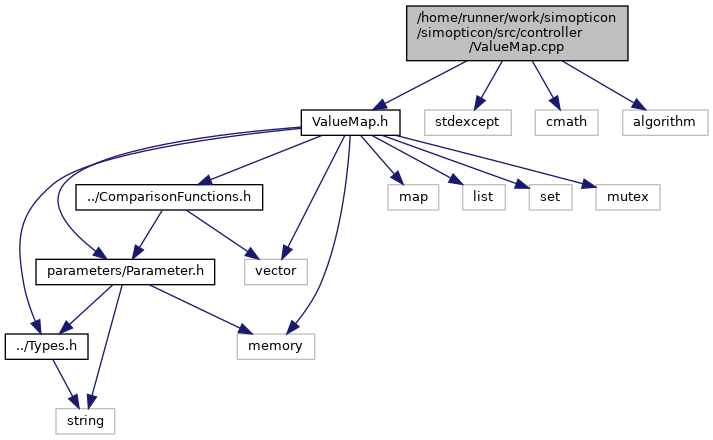 /home/runner/work/simopticon
/simopticon/src/controller
/ValueMap.cpp
ValueMap.h
stdexcept
cmath
algorithm
../ComparisonFunctions.h
map
list
set
mutex
parameters/Parameter.h
vector
../Types.h
memory
string